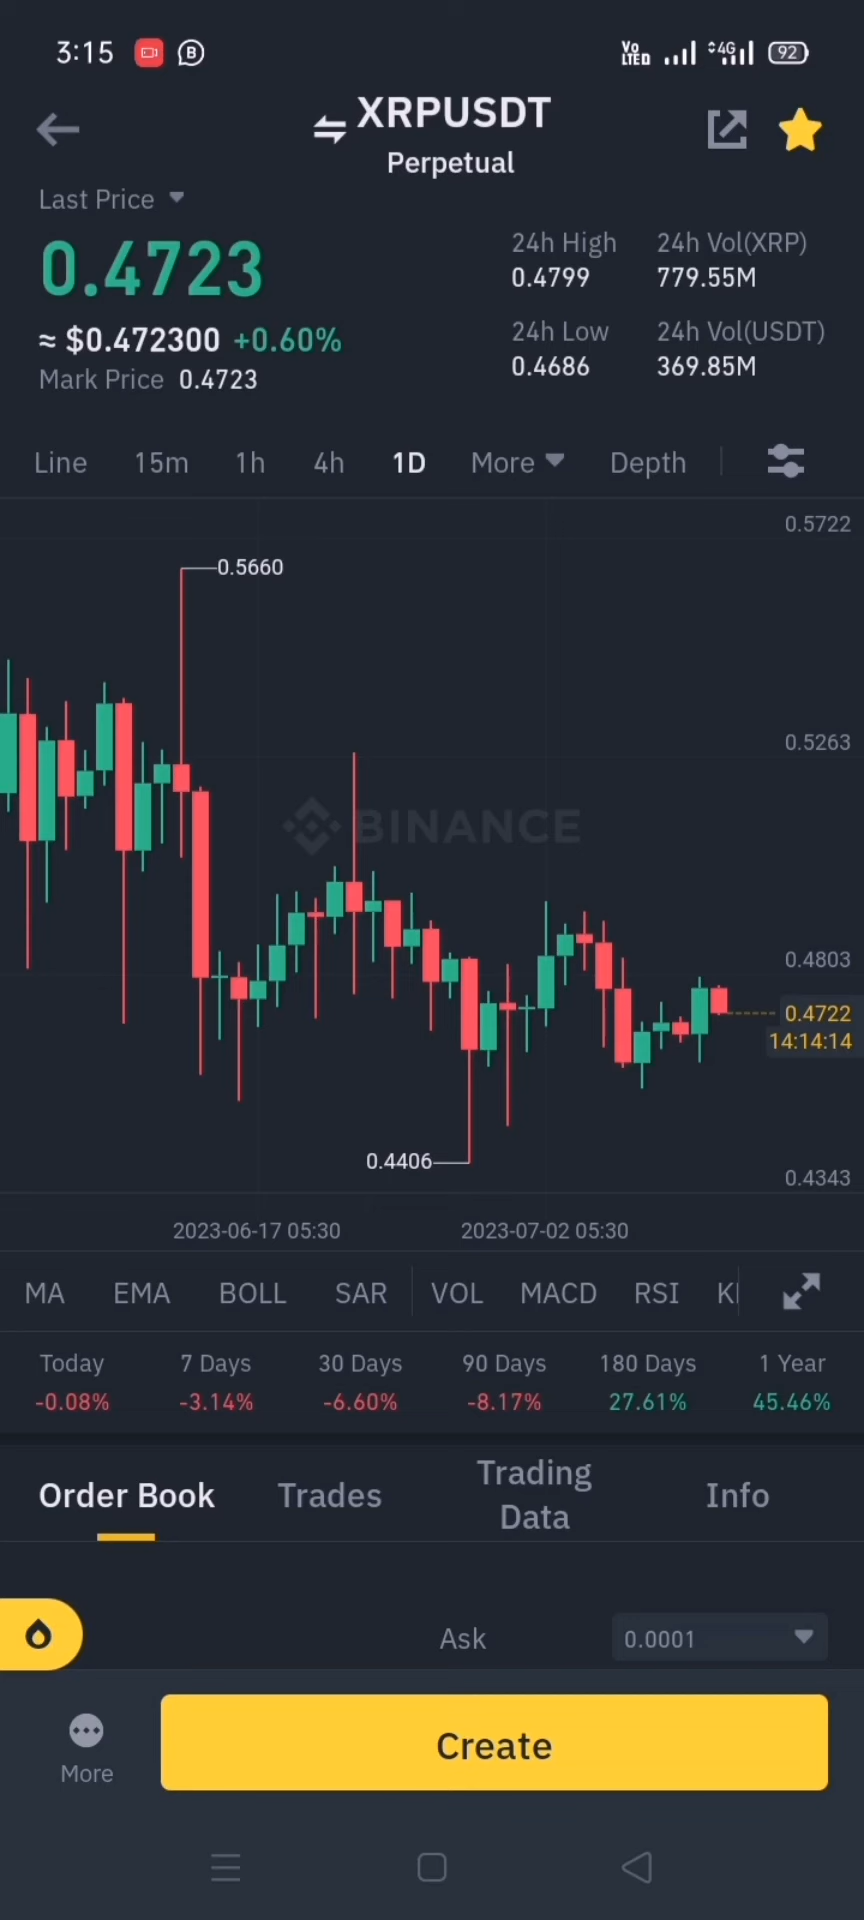 3:15 B Vo LTED 4G 92
XRPUSDT
Perpetual
Last Price
0.4723
≈ $0.472300 +0.60%
Mark Price 0.4723
24h High 24h Vol(XRP)
0.4799 779.55M
24h Low 24h Vol(USDT)
0.4686 369.85M
Line 15m 1h 4h 1D More Depth
0.5722
0.5660
0.5263
BINANCE
0.4803
0.4722
14:14:14
0.4406
0.4343
2023-06-17 05:30 2023-07-02 05:30
MA EMA BOLL SAR VOL MACD RSI
Today 7 Days 30 Days 90 Days 180 Days 1 Year
-0.08% -3.14% -6.60% -8.17% 27.61% 45.46%
Order Book Trades Trading Data Info
Ask 0.0001
More Create